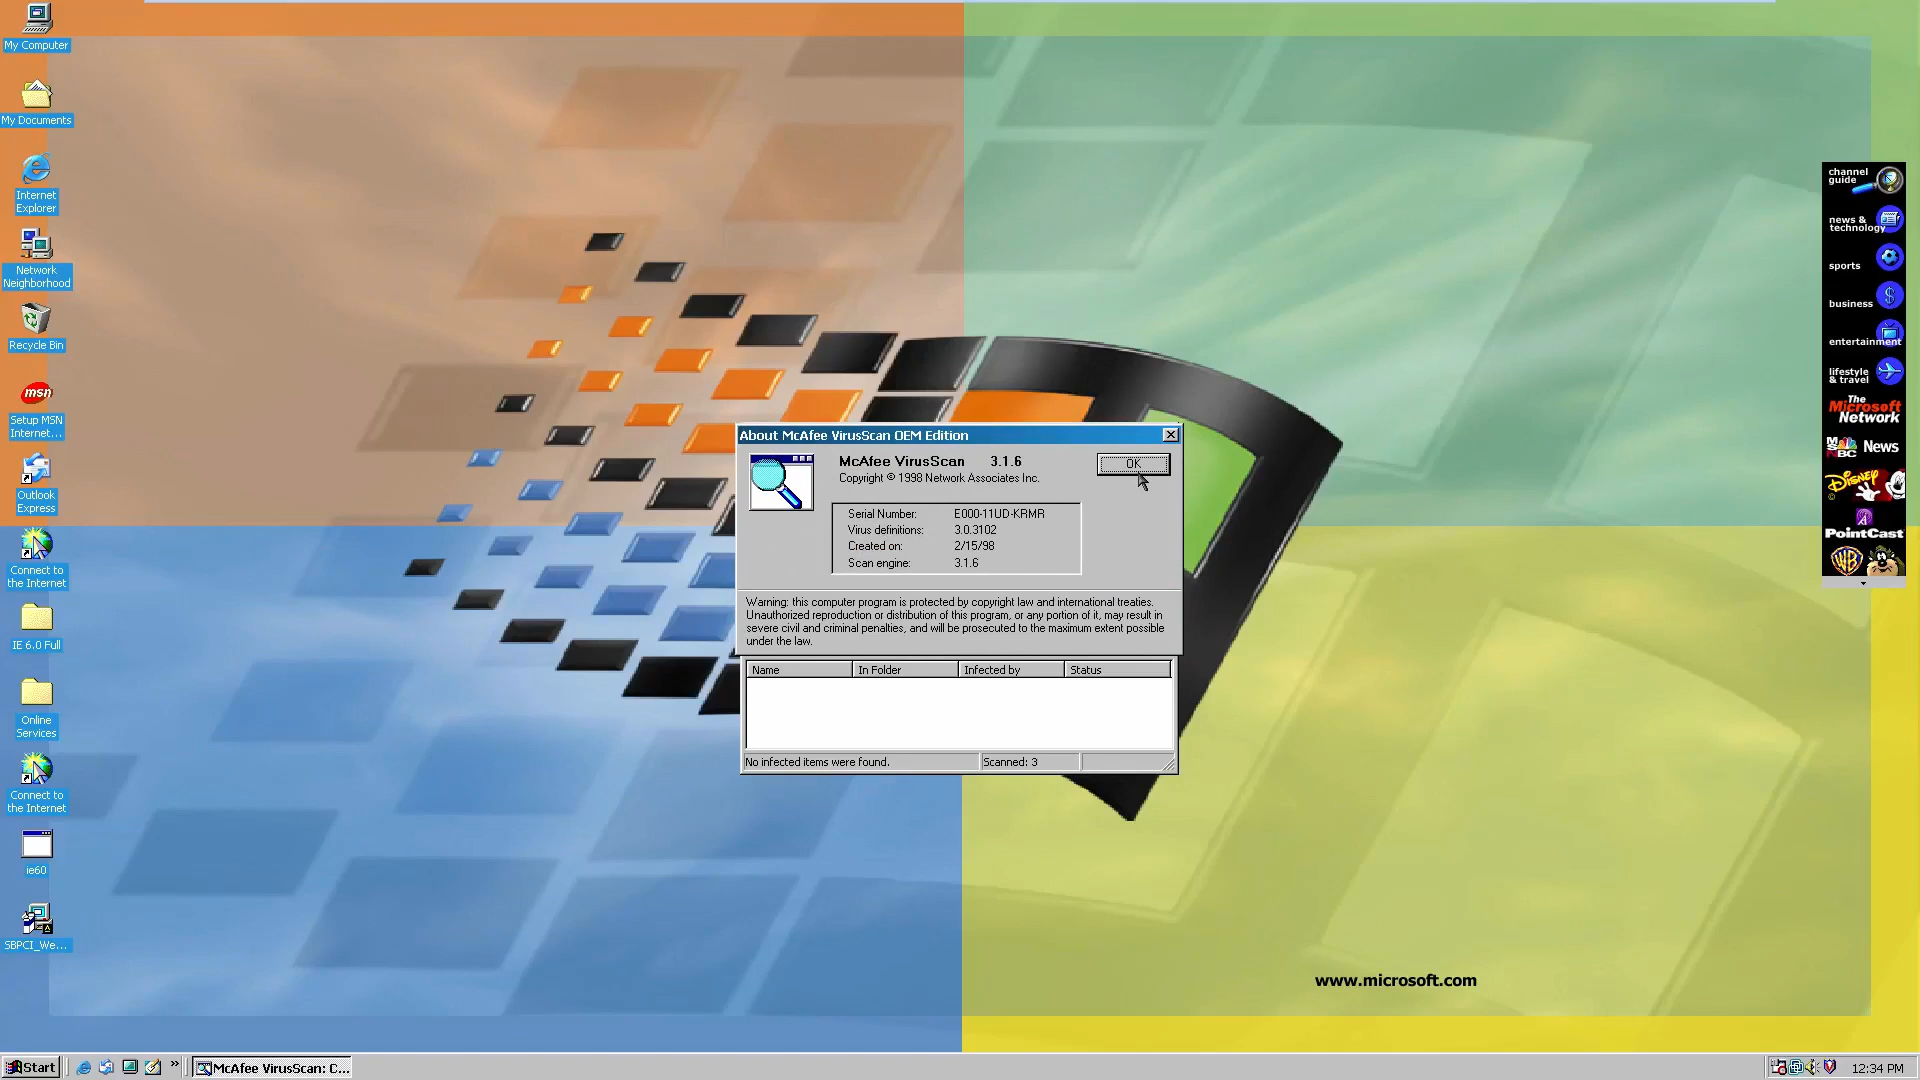 My Computer
My Documents
Internet
Explorer
Network
Neighborhood
Recycle Bin
msn
Setup MSN
Internet...
Outlook
Express
Connect to
the Internet
IE 6.0 Full
Online
Services
Connect to
the Internet
ie60
SBPCI_We...
About McAfee VirusScan OEM Edition
McAfee VirusScan 3.1.6
Copyright © 1998 Network Associates Inc.
OK
Serial Number: E000-11UD-KRMR
Virus definitions: 3.0.3102
Created on: 2/15/98
Scan engine: 3.1.6
Warning: this computer program is protected by copyright law and international treaties.
Unauthorized reproduction or distribution of this program, or any portion of it, may result in
severe civil and criminal penalties, and will be prosecuted to the maximum extent possible
under the law.
Name In Folder Infected by Status
No infected items were found. Scanned: 3
channel
guide
news &
technology
sports
business
entertainment
lifestyle
& travel
The
Microsoft
Network
MSNBC News
Disney
PointCast
WB
www.microsoft.com
Start
McAfee VirusScan: C...
12:34 PM